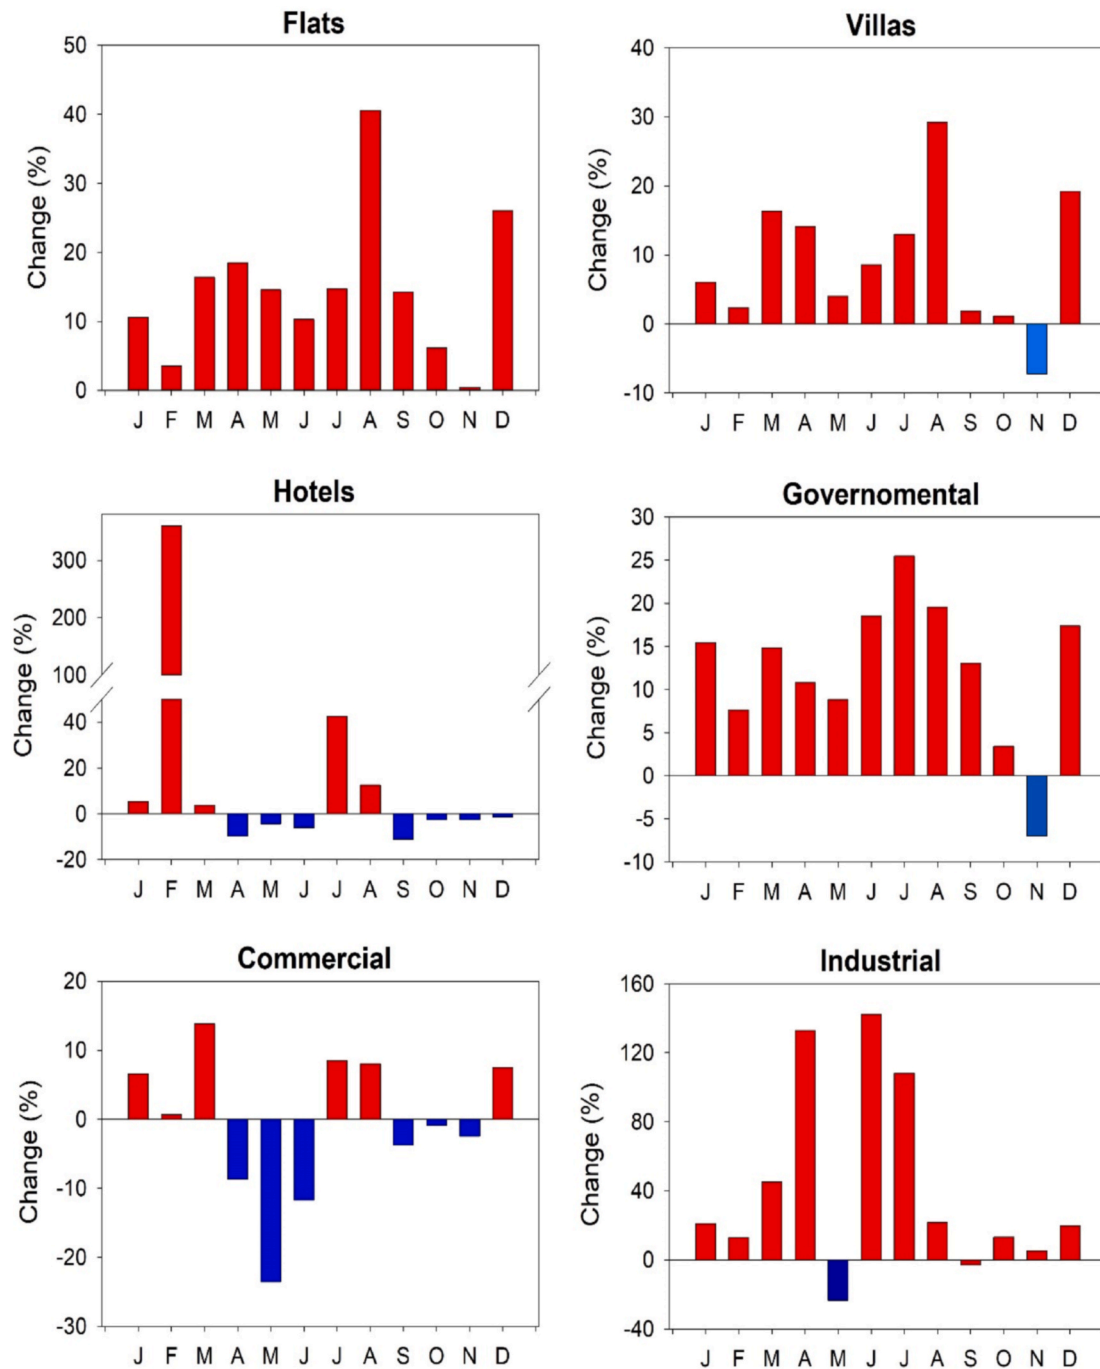 Flats
Change (%)
50
40
30
20
10
0
J F M A M J J A S O N D
Villas
Change (%)
40
30
20
10
0
-10
J F M A M J J A S O N D
Hotels
Change (%)
300
200
100
40
20
0
-20
J F M A M J J A S O N D
Governomental
Change (%)
30
25
20
15
10
5
0
-5
-10
J F M A M J J A S O N D
Commercial
Change (%)
20
10
0
-10
-20
-30
J F M A M J J A S O N D
Industrial
Change (%)
160
120
80
40
0
-40
J F M A M J J A S O N D